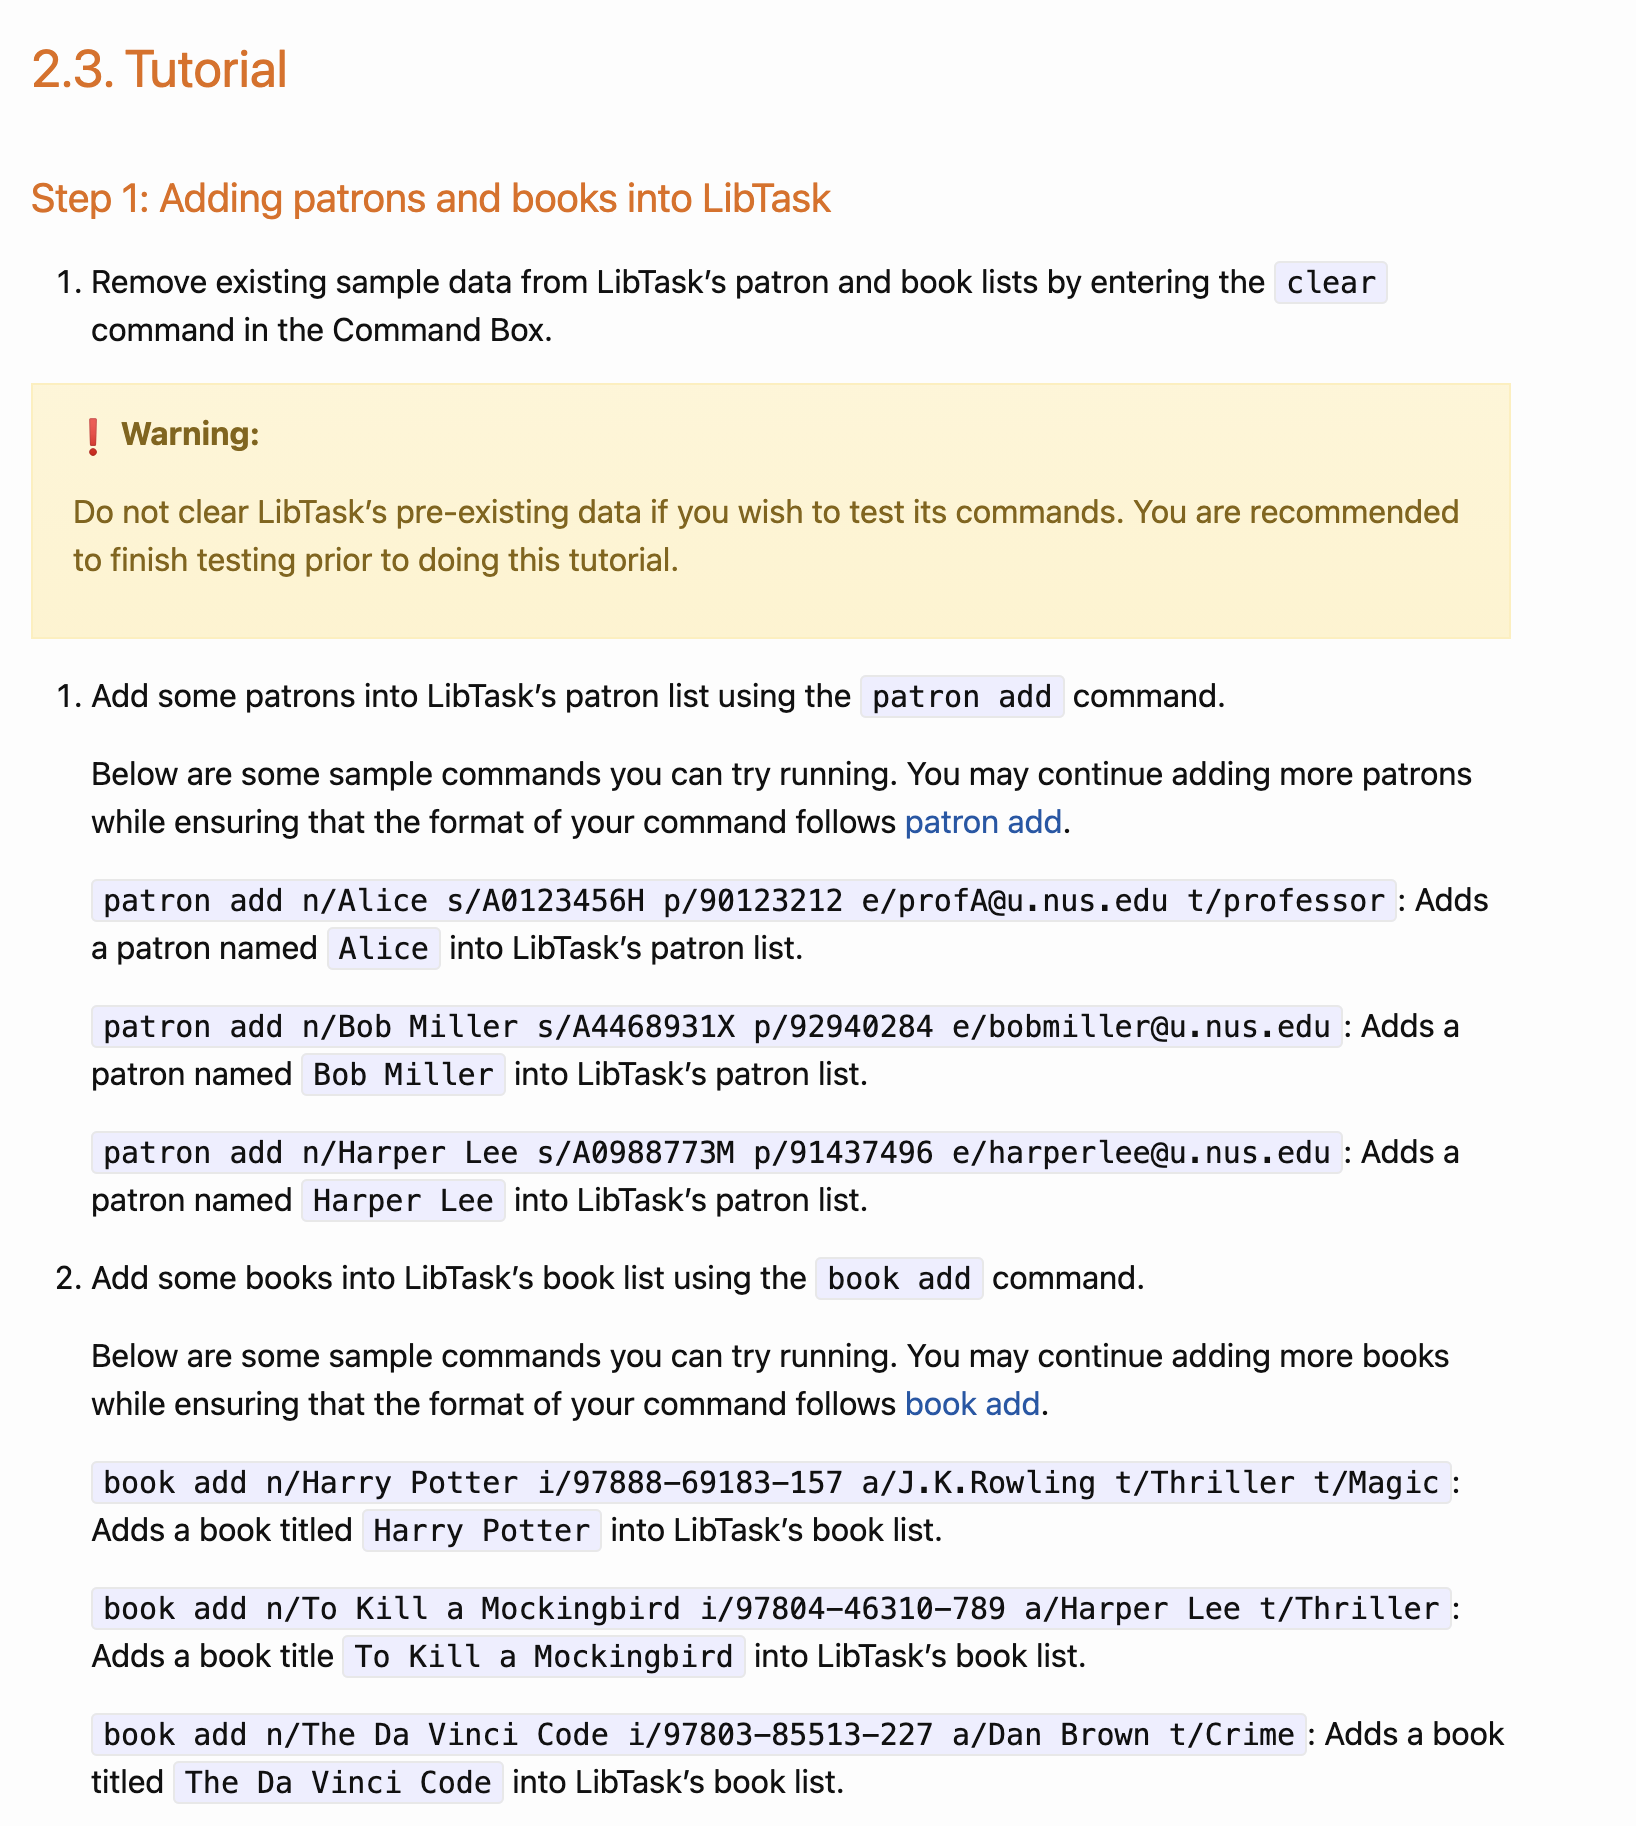 2.3. Tutorial
Step 1: Adding patrons and books into LibTask
1. Remove existing sample data from LibTask’s patron and book lists by entering the clear
command in the Command Box.
❗ Warning:
Do not clear LibTask’s pre-existing data if you wish to test its commands. You are recommended
to finish testing prior to doing this tutorial.
1. Add some patrons into LibTask’s patron list using the patron add command.
Below are some sample commands you can try running. You may continue adding more patrons
while ensuring that the format of your command follows patron add.
patron add n/Alice s/A0123456H p/90123212 e/profA@u.nus.edu t/professor: Adds
a patron named Alice into LibTask’s patron list.
patron add n/Bob Miller s/A4468931X p/92940284 e/bobmiller@u.nus.edu: Adds a
patron named Bob Miller into LibTask’s patron list.
patron add n/Harper Lee s/A0988773M p/91437496 e/harperlee@u.nus.edu: Adds a
patron named Harper Lee into LibTask’s patron list.
2. Add some books into LibTask’s book list using the book add command.
Below are some sample commands you can try running. You may continue adding more books
while ensuring that the format of your command follows book add.
book add n/Harry Potter i/97888-69183-157 a/J.K.Rowling t/Thriller t/Magic:
Adds a book titled Harry Potter into LibTask’s book list.
book add n/To Kill a Mockingbird i/97804-46310-789 a/Harper Lee t/Thriller:
Adds a book title To Kill a Mockingbird into LibTask’s book list.
book add n/The Da Vinci Code i/97803-85513-227 a/Dan Brown t/Crime: Adds a book
titled The Da Vinci Code into LibTask’s book list.